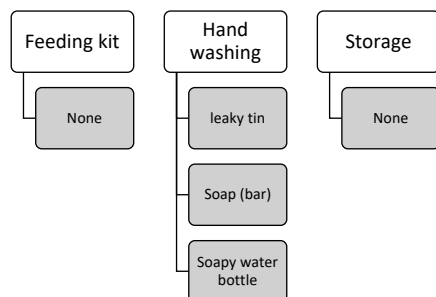 Feeding kit
None
Hand
washing
leaky tin
Soap (bar)
Soapy water
bottle
Storage
None